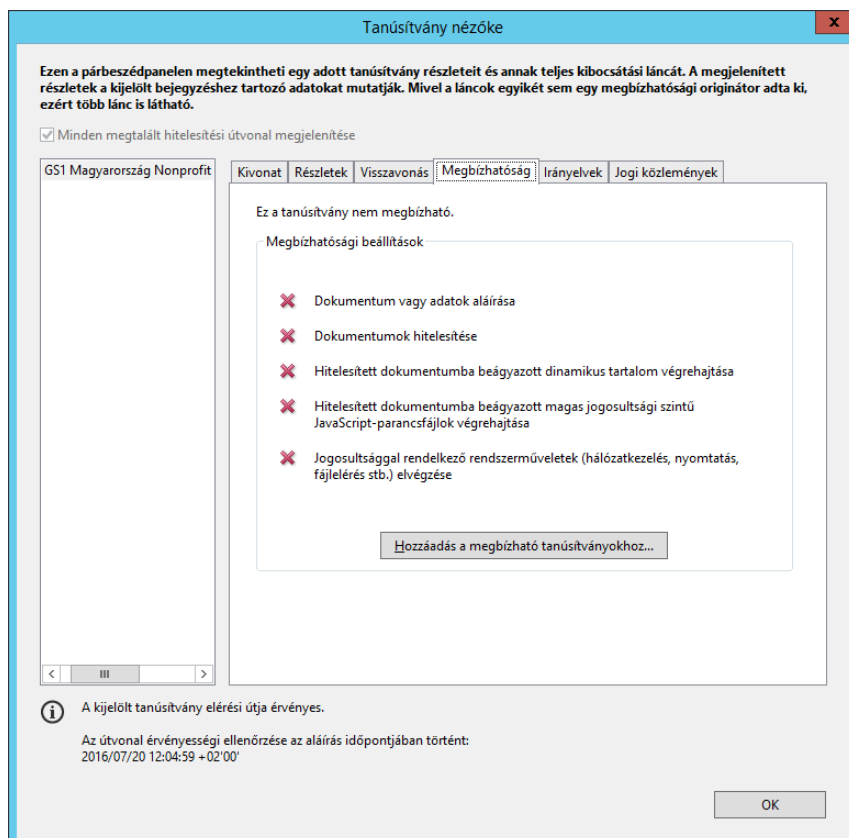 Tanúsítvány nézőke
x
Ezen a párbeszédpanelen megtekintheti egy adott tanúsítvány részleteit és annak teljes kibocsátási láncát. A megjelenített
részletek a kijelölt bejegyzéshez tartozó adatokat mutatják. Mivel a láncok egyikét sem egy megbízhatósági originátor adta ki,
ezért több lánc is látható.
Minden megtalált hitelesítési útvonal megjelenítése
GS1 Magyarország Nonprofit
Kivonat Részletek Visszavonás Megbízhatóság Irányelvek Jogi közlemények
Ez a tanúsítvány nem megbízható.
Megbízhatósági beállítások
Dokumentum vagy adatok aláírása
Dokumentumok hitelesítése
Hitelesített dokumentumba beágyazott dinamikus tartalom végrehajtása
Hitelesített dokumentumba beágyazott magas jogosultsági szintű
JavaScript-parancsfájlok végrehajtása
Jogosultsággal rendelkező rendszerműveletek (hálózatkezelés, nyomtatás,
fájlelérés stb.) elvégzése
Hozzáadás a megbízható tanúsítványokhoz...
A kijelölt tanúsítvány elérési útja érvényes.
Az útvonal érvényességi ellenőrzése az aláírás időpontjában történt:
2016/07/20 12:04:59 +02'00'
OK